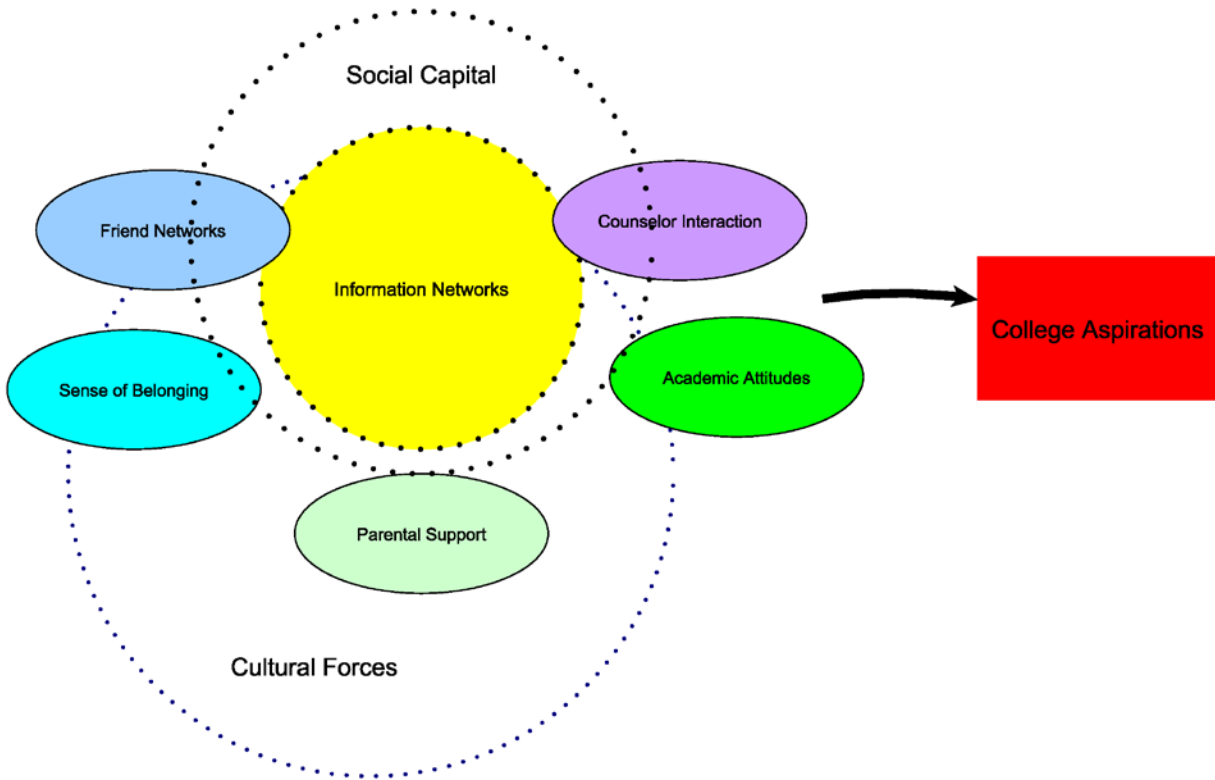 Social Capital
Friend Networks
Counselor Interaction
Information Networks
College Aspirations
Sense of Belonging
Academic Attitudes
Parental Support
Cultural Forces